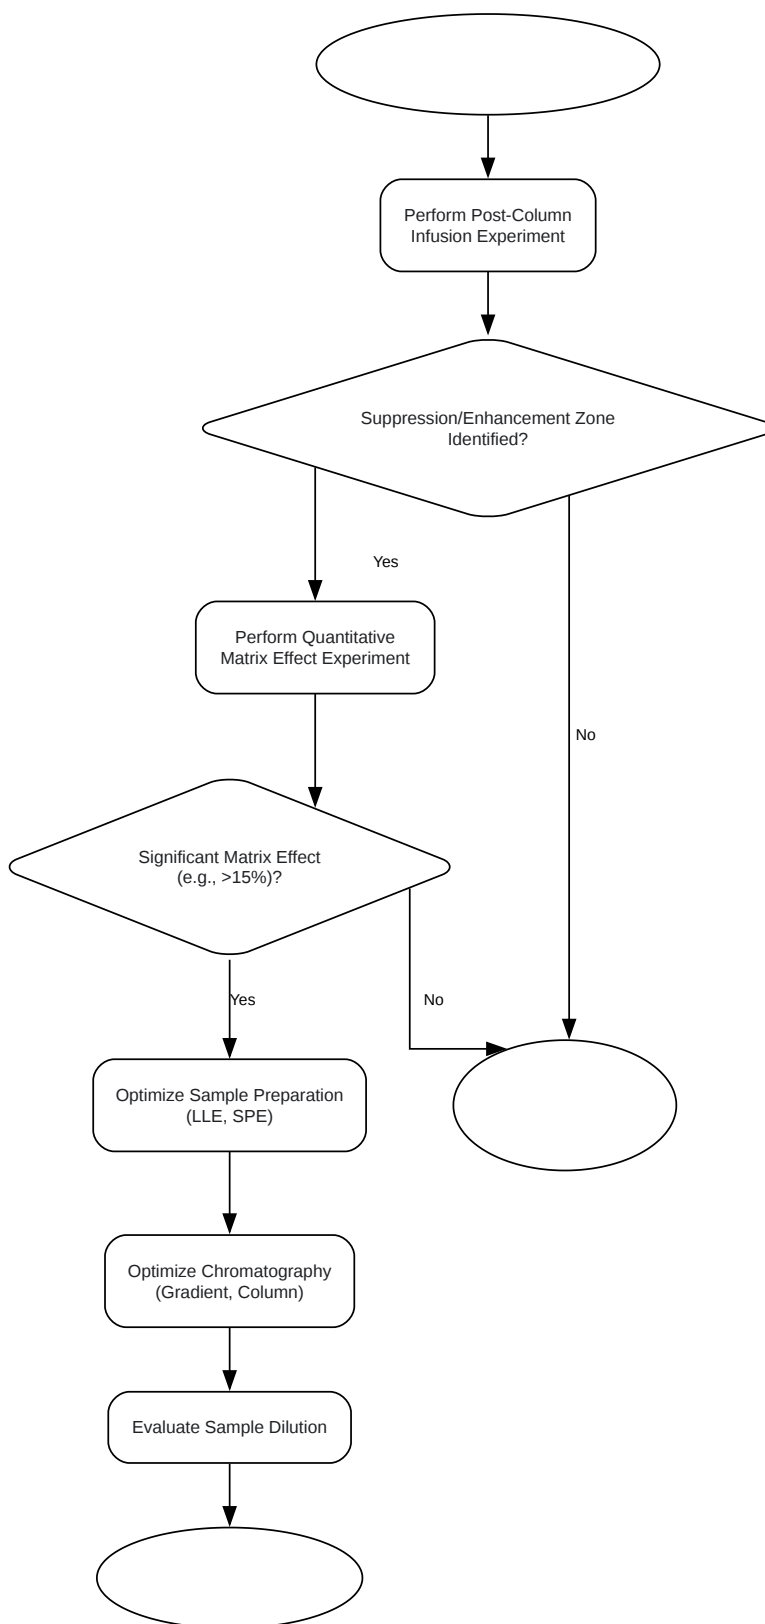 Perform Post-Column
Infusion Experiment
Suppression/Enhancement Zone
Identified?
Yes
Perform Quantitative
Matrix Effect Experiment
No
Significant Matrix Effect
(e.g., >15%)?
Yes
No
Optimize Sample Preparation
(LLE, SPE)
Optimize Chromatography
(Gradient, Column)
Evaluate Sample Dilution